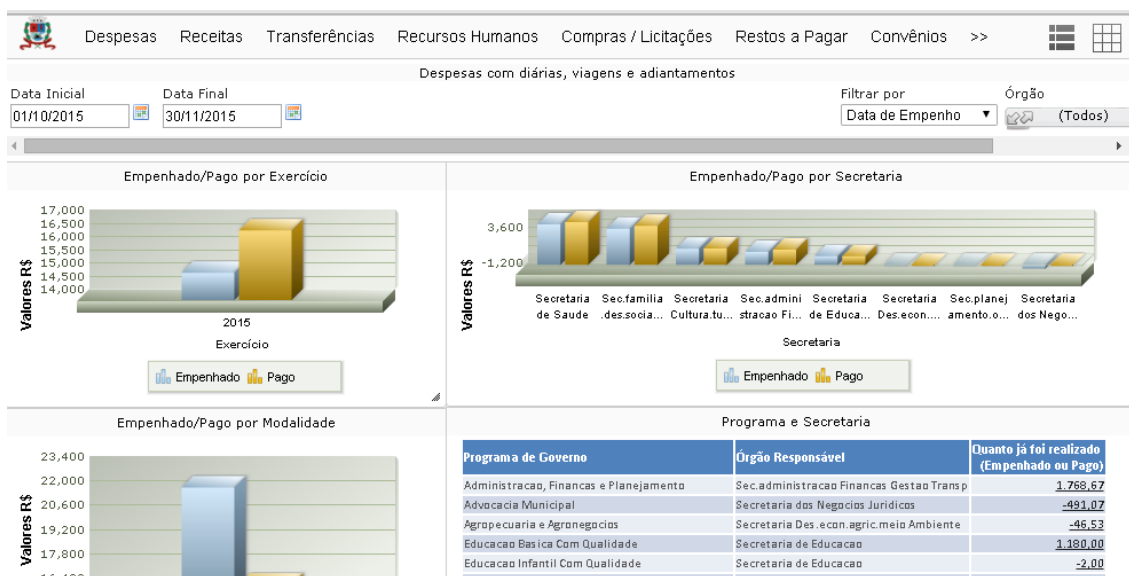 Despesas Receitas Transferências Recursos Humanos Compras / Licitações Restos a Pagar Convênios >>
Despesas com diárias, viagens e adiantamentos
Data Inicial Data Final Filtrar por Órgão
01/10/2015 30/11/2015 Data de Empenho (Todos)
Empenhado/Pago por Exercício
17,000
16,500
16,000
15,500
15,000
14,500
14,000
Valores R$
2015
Exercício
Empenhado Pago
Empenhado/Pago por Secretaria
3,600
-1,200
Valores R$
Secretaria Sec.familia Secretaria Sec.admini Secretaria Secretaria Sec.planej Secretaria
de Saude .des.socia... Cultura.tu... stracao Fi... de Educa... Des.econ.... amento.o... dos Nego...
Secretaria
Empenhado Pago
Empenhado/Pago por Modalidade
23,400
22,000
20,600
19,200
17,800
Valores R$
Programa e Secretaria
Programa de Governo Órgão Responsável Quanto já foi realizado (Empenhado ou Pago)
Administracao, Financas e Planejamento Sec.administracao Financas Gestao Transp 1.768,67
Advocacia Municipal Secretaria dos Negocios Juridicos -491,07
Agropecuaria e Agronegocios Secretaria Des.econ.agric.meio Ambiente -46,53
Educacao Basica Com Qualidade Secretaria de Educacao 1.180,00
Educacao Infantil Com Qualidade Secretaria de Educacao -2,00